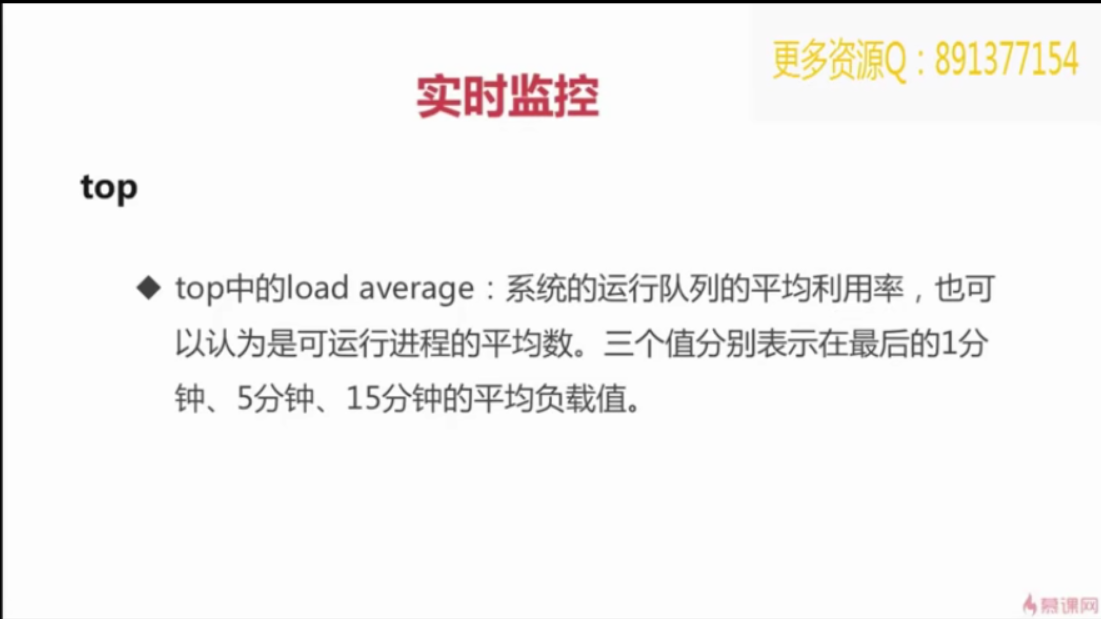 更多资源Q：891377154
实时监控
top
◆ top中的load average：系统的运行队列的平均利用率，也可
以认为是可运行进程的平均数。三个值分别表示在最后的1分
钟、5分钟、15分钟的平均负载值。
慕课网